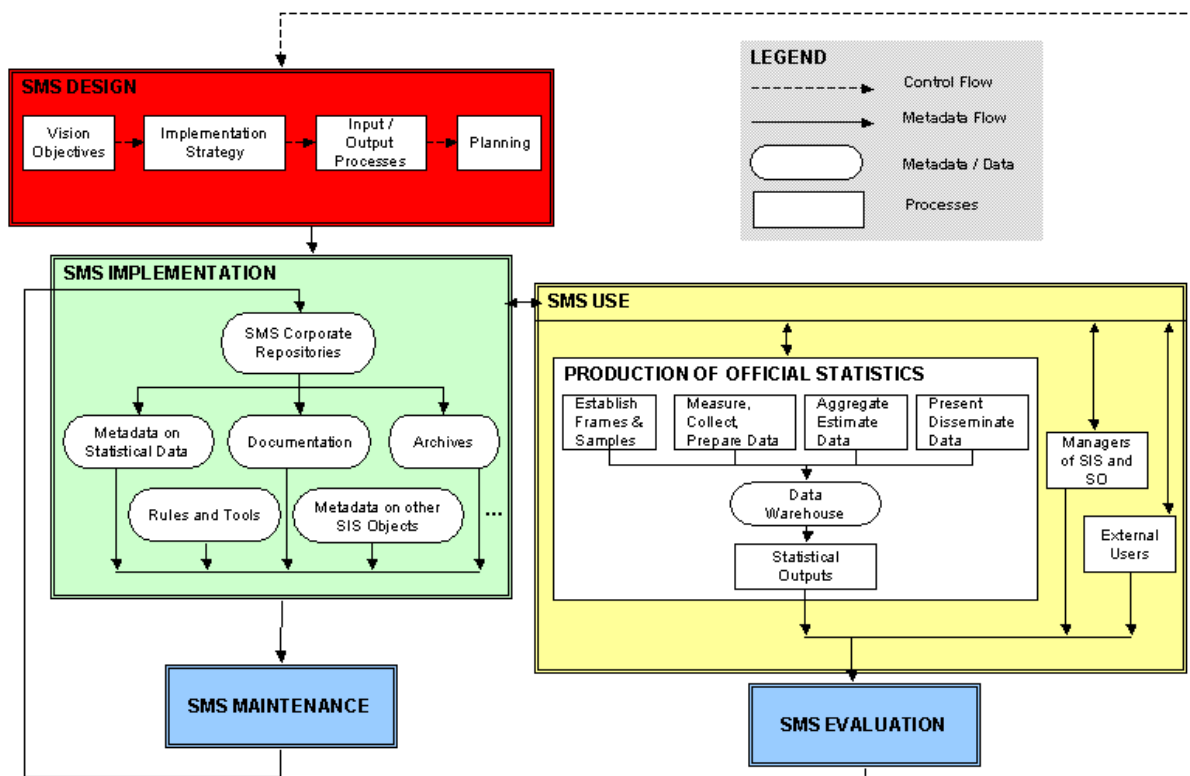 LEGEND
Control Flow
Metadata Flow
Metadata / Data
Processes
SMS DESIGN
Vision
Objectives
Implementation
Strategy
Input /
Output
Processes
Planning
SMS IMPLEMENTATION
SMS Corporate
Repositories
Metadata on
Statistical Data
Documentation
Archives
Rules and Tools
Metadata on other
SIS Objects
...
SMS USE
PRODUCTION OF OFFICIAL STATISTICS
Establish
Frames &
Samples
Measure,
Collect,
Prepare Data
Aggregate
Estimate
Data
Present
Disseminate
Data
Data
Warehouse
Statistical
Outputs
Managers
of SIS and
SO
External
Users
SMS MAINTENANCE
SMS EVALUATION